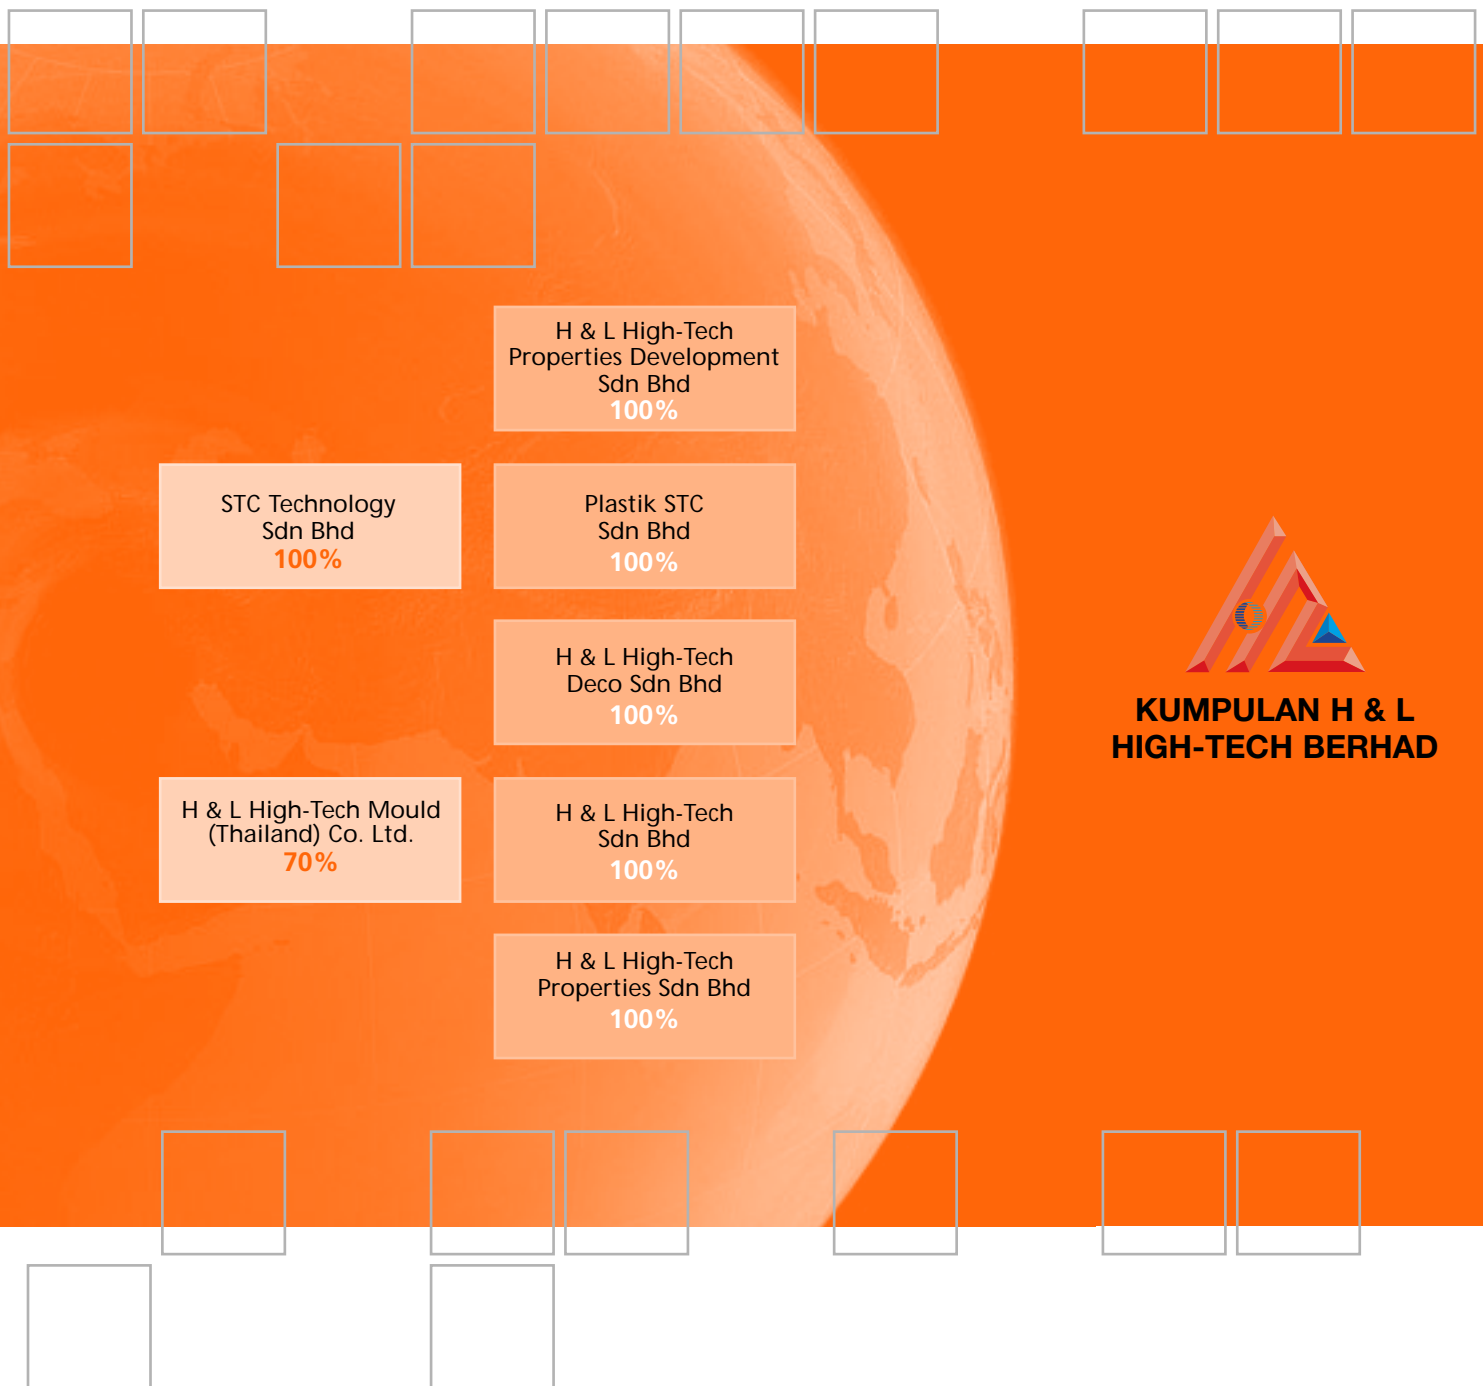 H & L High-Tech
Properties Development
Sdn Bhd
100%
STC Technology
Sdn Bhd
100%
Plastik STC
Sdn Bhd
100%
H & L High-Tech
Deco Sdn Bhd
100%
H & L High-Tech Mould
(Thailand) Co. Ltd.
70%
H & L High-Tech
Sdn Bhd
100%
H & L High-Tech
Properties Sdn Bhd
100%
KUMPULAN H & L
HIGH-TECH BERHAD